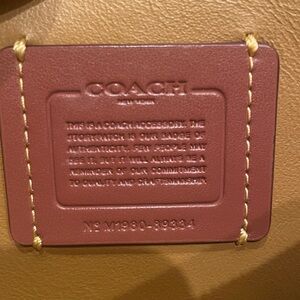 COACH
NEW YORK
THIS IS A COACH ACCESSORY. THE
STORYPATCH IS OUR BADGE OF
AUTHENTICITY. FEW PEOPLE MAY
SEE IT, BUT IT WILL ALWAYS BE A
REMINDER OF OUR COMMITMENT
TO QUALITY AND CRAFTSMANSHIP.
Nº M1980-69334